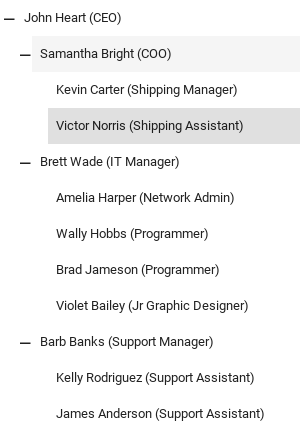 John Heart (CEO)
Samantha Bright (COO)
Kevin Carter (Shipping Manager)
Victor Norris (Shipping Assistant)
Brett Wade (IT Manager)
Amelia Harper (Network Admin)
Wally Hobbs (Programmer)
Brad Jameson (Programmer)
Violet Bailey (Jr Graphic Designer)
Barb Banks (Support Manager)
Kelly Rodriguez (Support Assistant)
James Anderson (Support Assistant)